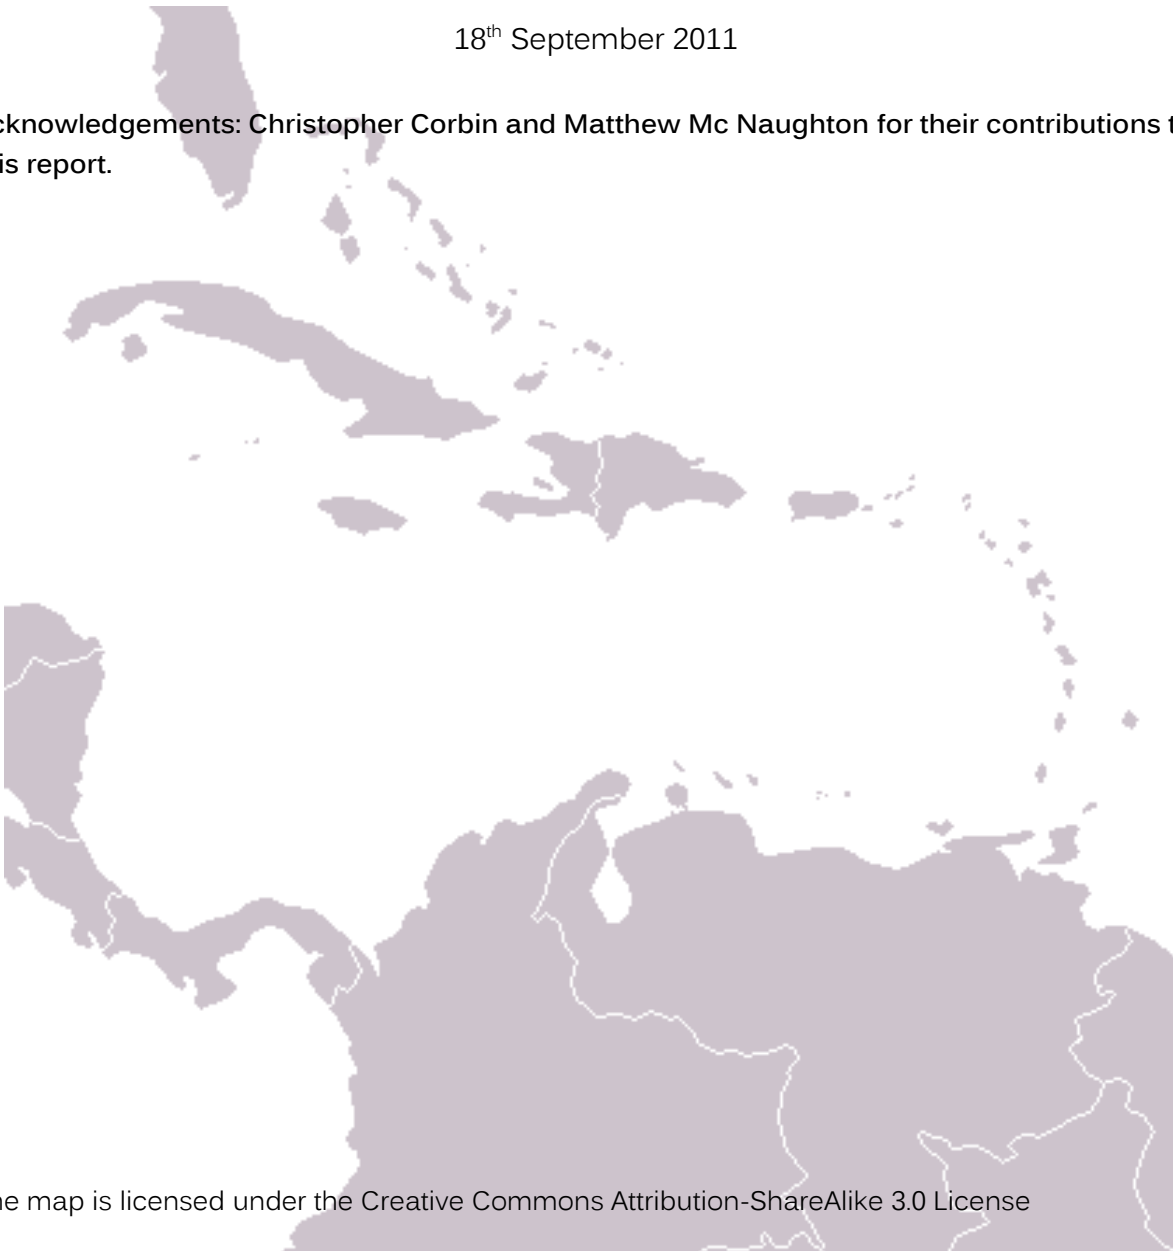 18th September 2011
cknowledgements: Christopher Corbin and Matthew Mc Naughton for their contributions t
is report.
e map is licensed under the Creative Commons Attribution-ShareAlike 3.0 License